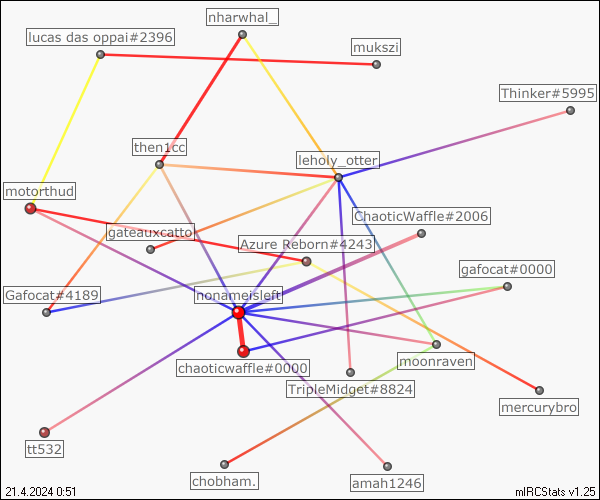 nharwhal_
lucas das oppai#2396
mukszi
Thinker#5995
then1cc
leholy_otter
motorthud
ChaoticWaffle#2006
gateauxcatto
Azure Reborn#4243
gafocat#0000
Gafocat#4189
nonameisleft
moonraven
chaoticwaffle#0000
TripleMidget#8824
mercurybro
tt532
chobham.
amah1246
21.4.2024 0:51
mIRCStats v1.25